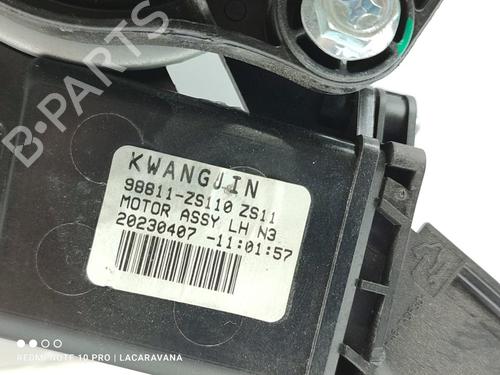 B-PARTS
KWANGJIN
98811-ZS110 ZS11
MOTOR ASSY LH N3
20230407 -11:01:57
REDMI NOTE 10 PRO | LACARAVANA